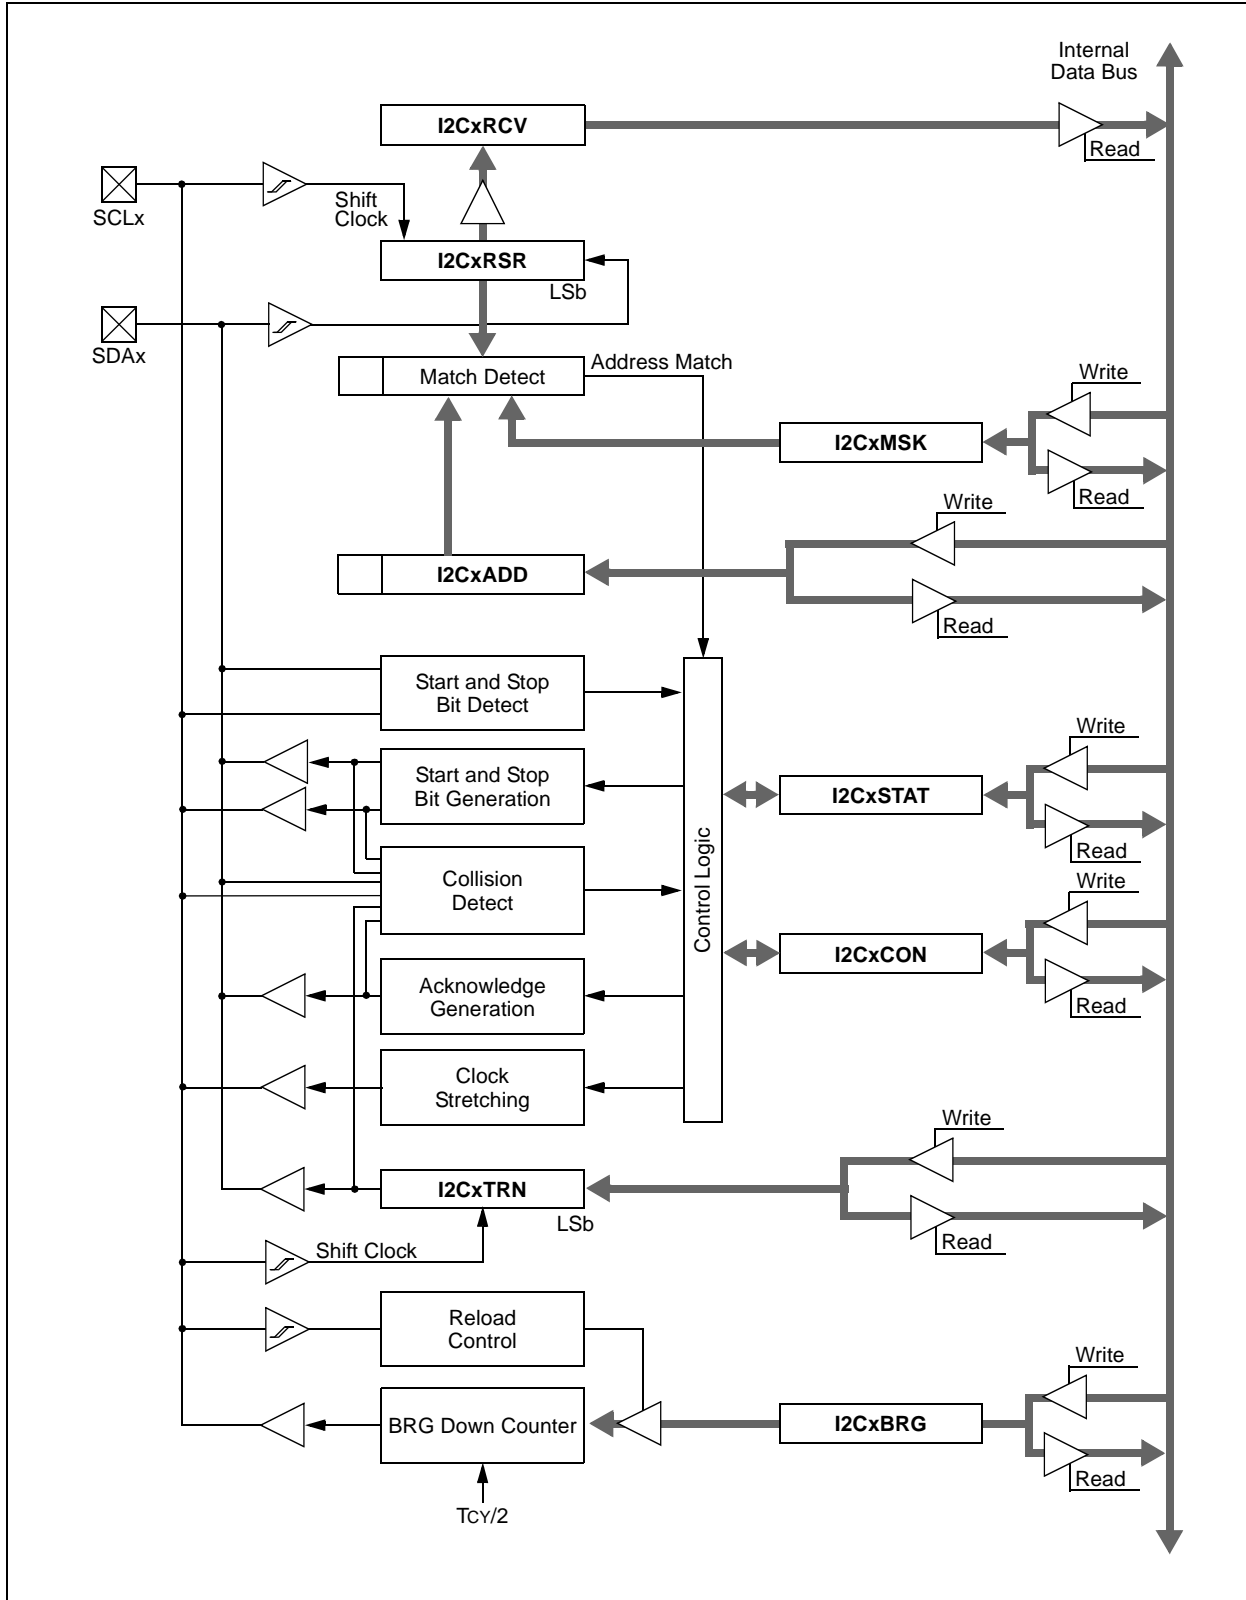 Internal
Data Bus
I2CxRCV
Read
SCLx
Shift
Clock
I2CxRSR
LSb
SDAx
Address Match
Match Detect
Write
I2CxMSK
Read
Write
I2CxADD
Read
Start and Stop
Bit Detect
Write
Start and Stop
Bit Generation
I2CxSTAT
Read
Control Logic
Collision
Detect
Write
I2CxCON
Read
Acknowledge
Generation
Clock
Stretching
Write
I2CxTRN
LSb
Read
Shift Clock
Reload
Control
Write
BRG Down Counter
I2CxBRG
Read
TCY/2